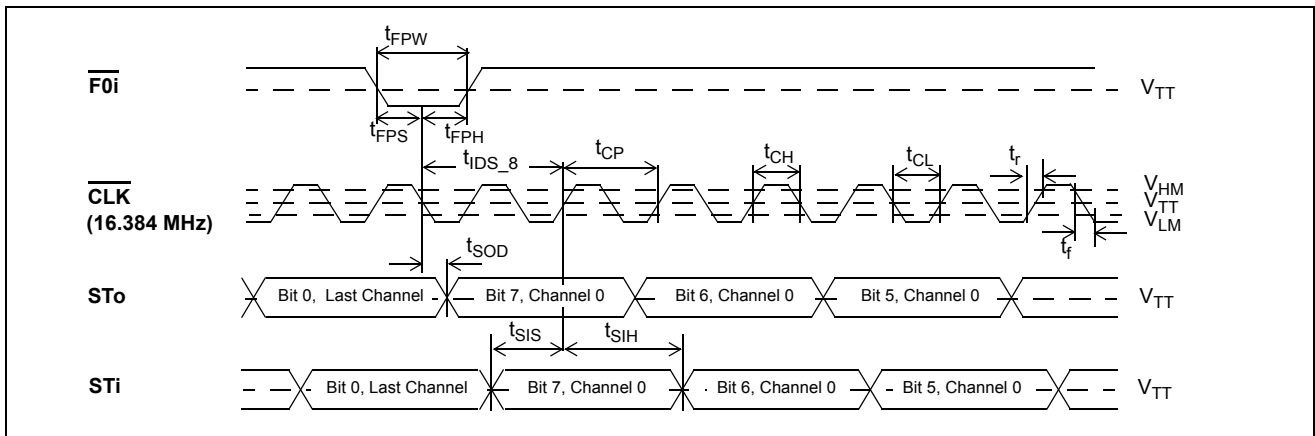 tFPW
F0i
VTT
tFPS
tFPH
tIDS_8
tCP
tCH
tCL
tr
CLK
(16.384 MHz)
VHM
VTT
VLM
tf
tSOD
STo
Bit 0, Last Channel
Bit 7, Channel 0
Bit 6, Channel 0
Bit 5, Channel 0
VTT
tSIS
tSIH
STi
Bit 0, Last Channel
Bit 7, Channel 0
Bit 6, Channel 0
Bit 5, Channel 0
VTT